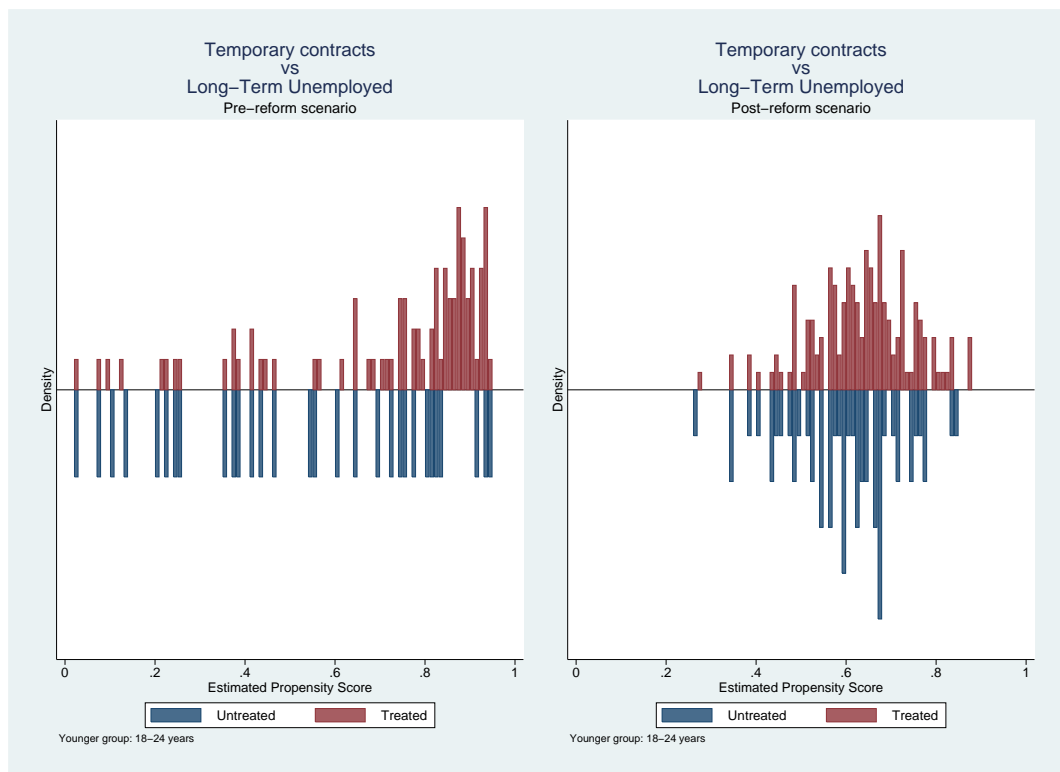 Temporary contracts
vs
Long−Term Unemployed
Pre−reform scenario
Density
0 .2 .4 .6 .8 1
Estimated Propensity Score
Untreated Treated
Younger group: 18−24 years
Temporary contracts
vs
Long−Term Unemployed
Post−reform scenario
Density
0 .2 .4 .6 .8 1
Estimated Propensity Score
Untreated Treated
Younger group: 18−24 years